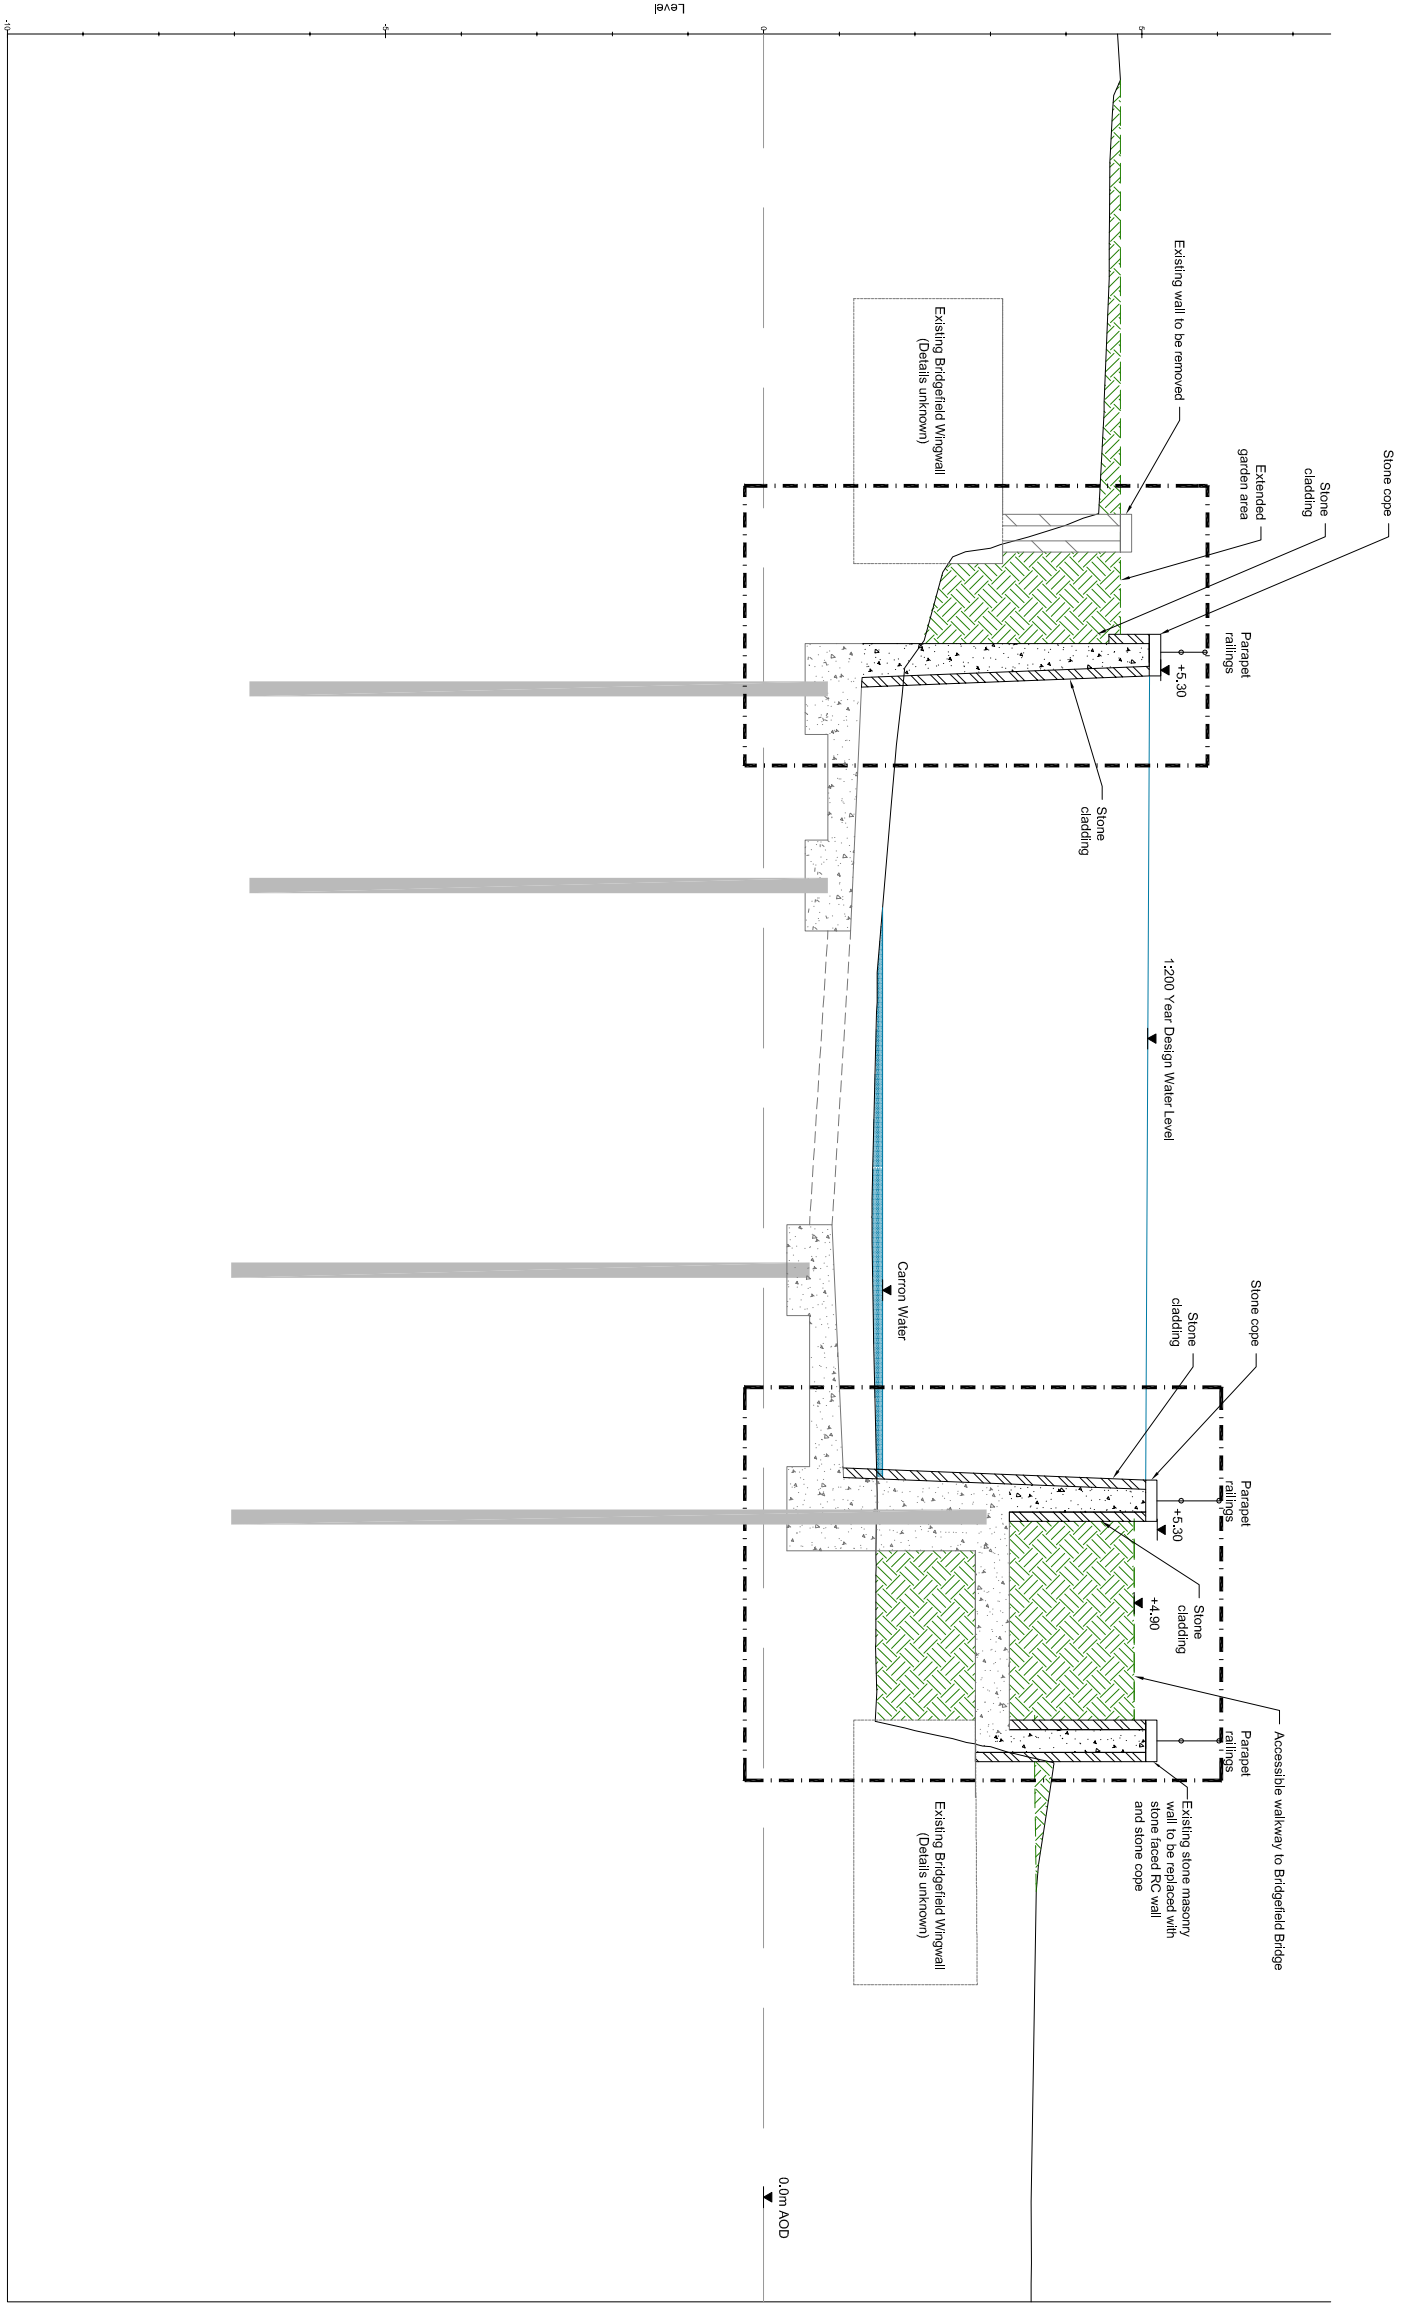 Level
-10
-5
0
5
Stone cope
Stone
cladding
Extended
garden area
Existing wall to be removed
Parapet
railings
+5.30
Existing Bridgefield Wingwall
(Details unknown)
Stone
cladding
1:200 Year Design Water Level
Carron Water
Stone cope
Stone
cladding
Parapet
railings
+5.30
Stone
cladding
+4.90
Accessible walkway to Bridgefield Bridge
Parapet
railings
Existing stone masonry
wall to be replaced with
stone faced RC wall
and stone cope
Existing Bridgefield Wingwall
(Details unknown)
0.0m AOD